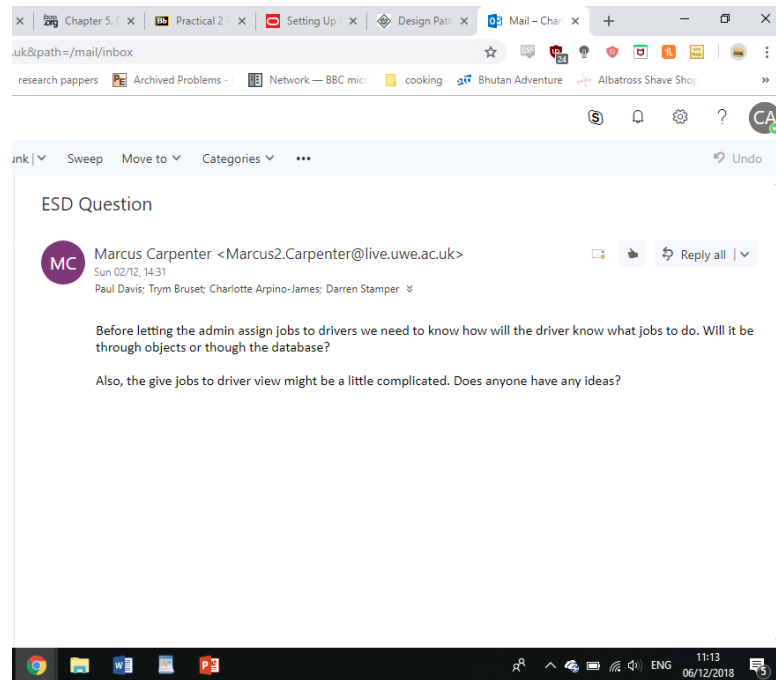 Chapter 5. Practical 2 - Setting Up Design Patt Mail – Char
.uk&path=/mail/inbox
24
research pappers PE Archived Problems - Network — BBC micr cooking Bhutan Adventure Albatross Shave Shop
CA
unk | Sweep Move to Categories Undo
ESD Question
MC
Marcus Carpenter <Marcus2.Carpenter@live.uwe.ac.uk>
Reply all
Sun 02/12, 14:31
Paul Davis; Trym Bruset; Charlotte Arpino-James; Darren Stamper
Before letting the admin assign jobs to drivers we need to know how will the driver know what jobs to do. Will it be
through objects or though the database?
Also, the give jobs to driver view might be a little complicated. Does anyone have any ideas?
ENG
11:13
06/12/2018
5